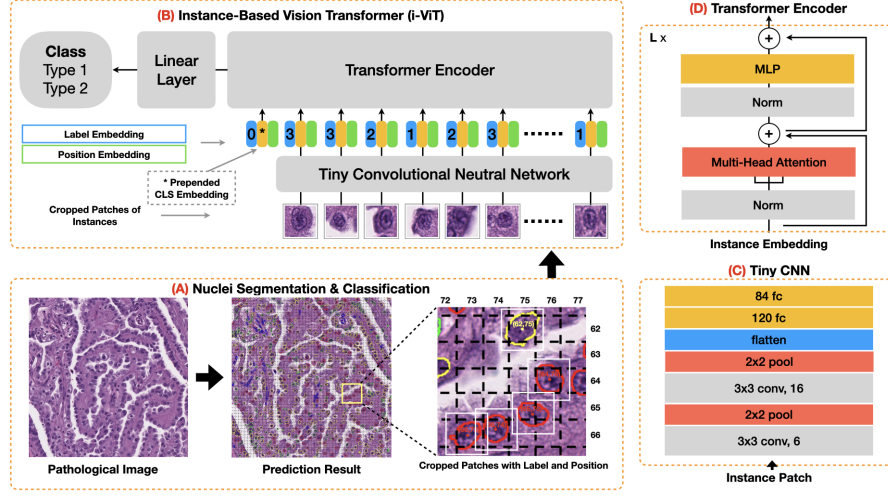 (B) Instance-Based Vision Transformer (i-ViT)
Class
Type 1
Type 2
Linear
Layer
Transformer Encoder
Label Embedding
Position Embedding
0 * 3 3 2 1 2 3 ...... 1
* Prepended
CLS Embedding
Tiny Convolutional Neural Network
Cropped Patches of
Instances
......
(A) Nuclei Segmentation & Classification
72 73 74 75 76 77
(62,75)
62
63
64
65
66
Pathological Image
Prediction Result
Cropped Patches with Label and Position
(D) Transformer Encoder
L x
+
MLP
Norm
+
Multi-Head Attention
Norm
Instance Embedding
(C) Tiny CNN
84 fc
120 fc
flatten
2x2 pool
3x3 conv, 16
2x2 pool
3x3 conv, 6
Instance Patch